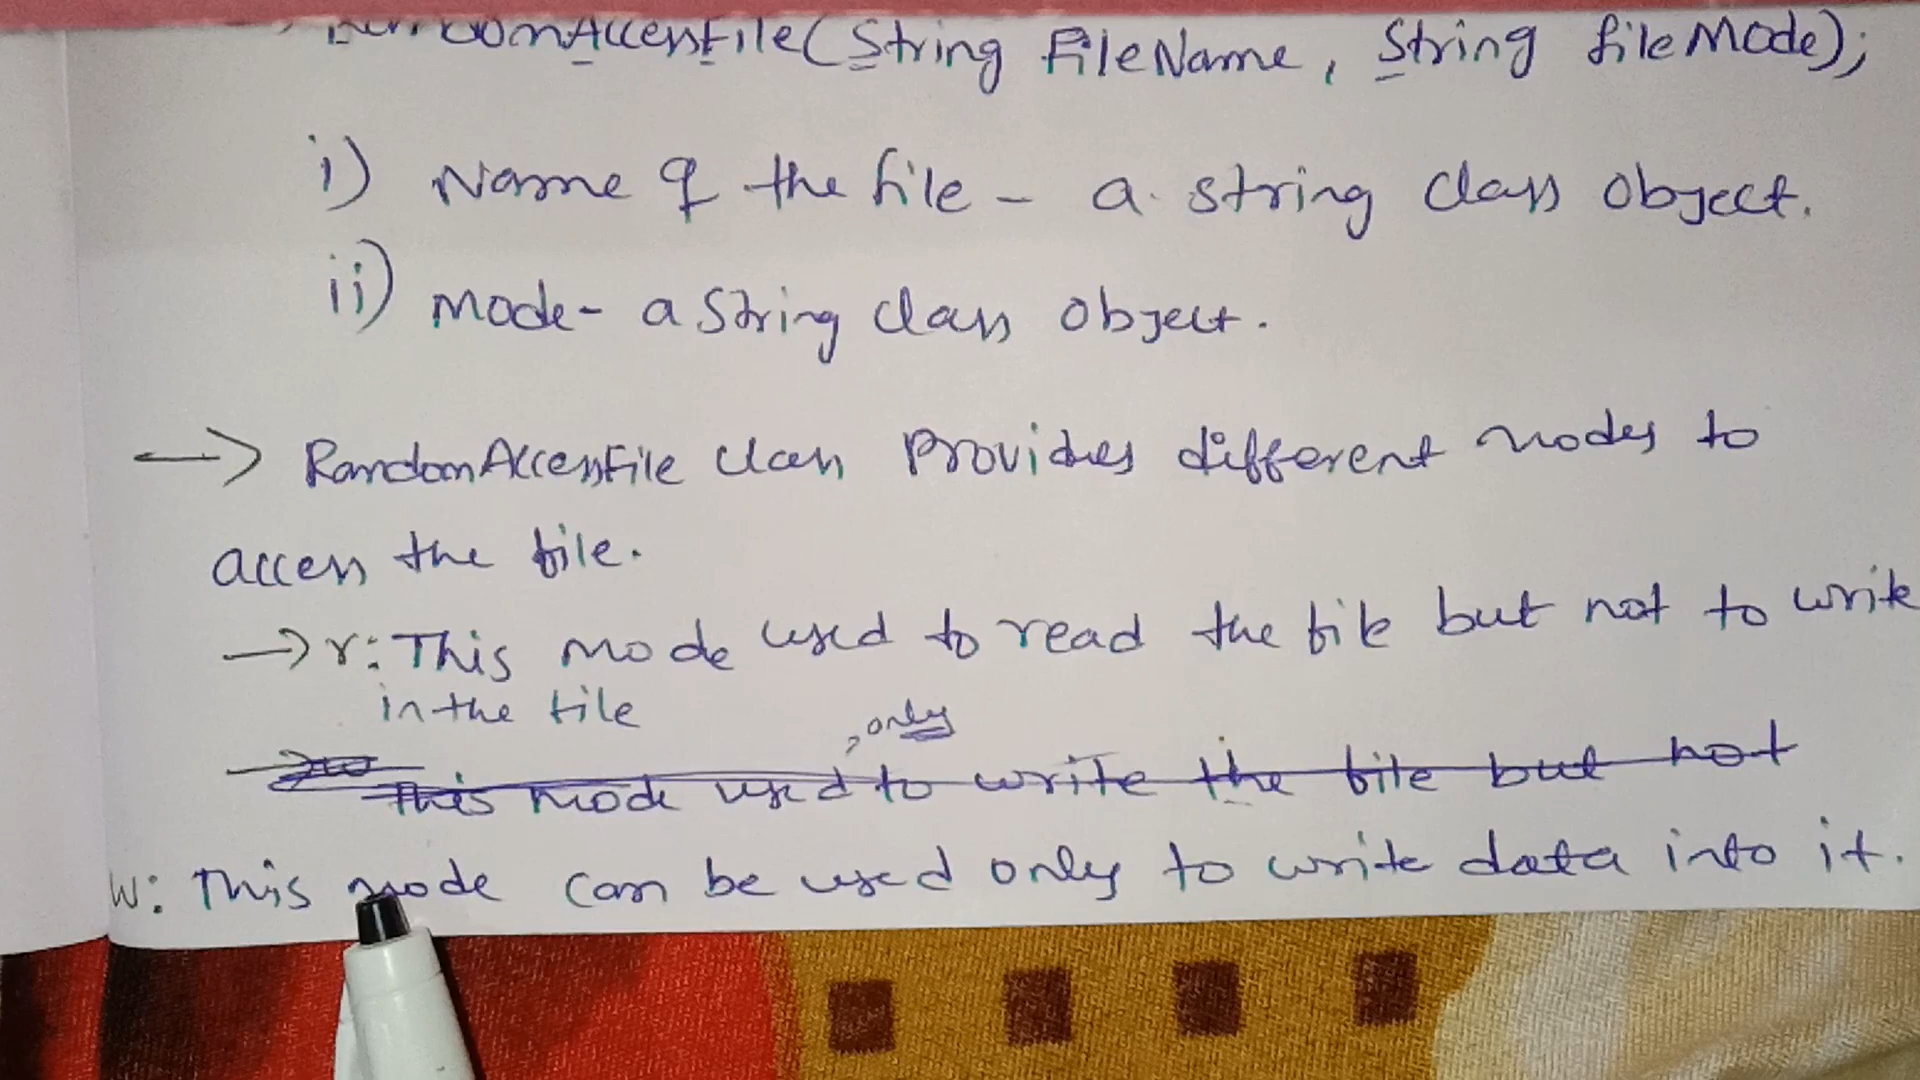 RandomAccessFile(String FileName, String fileMode);
i) Name of the file - a string class object.
ii) Mode - a String class object.
→ RandomAccessFile class Provides different modes to
access the file.
→ r: This mode used to read the file but not to write
in the file
, only
This mode used to write the file but not
W: This mode can be used only to write data into it.